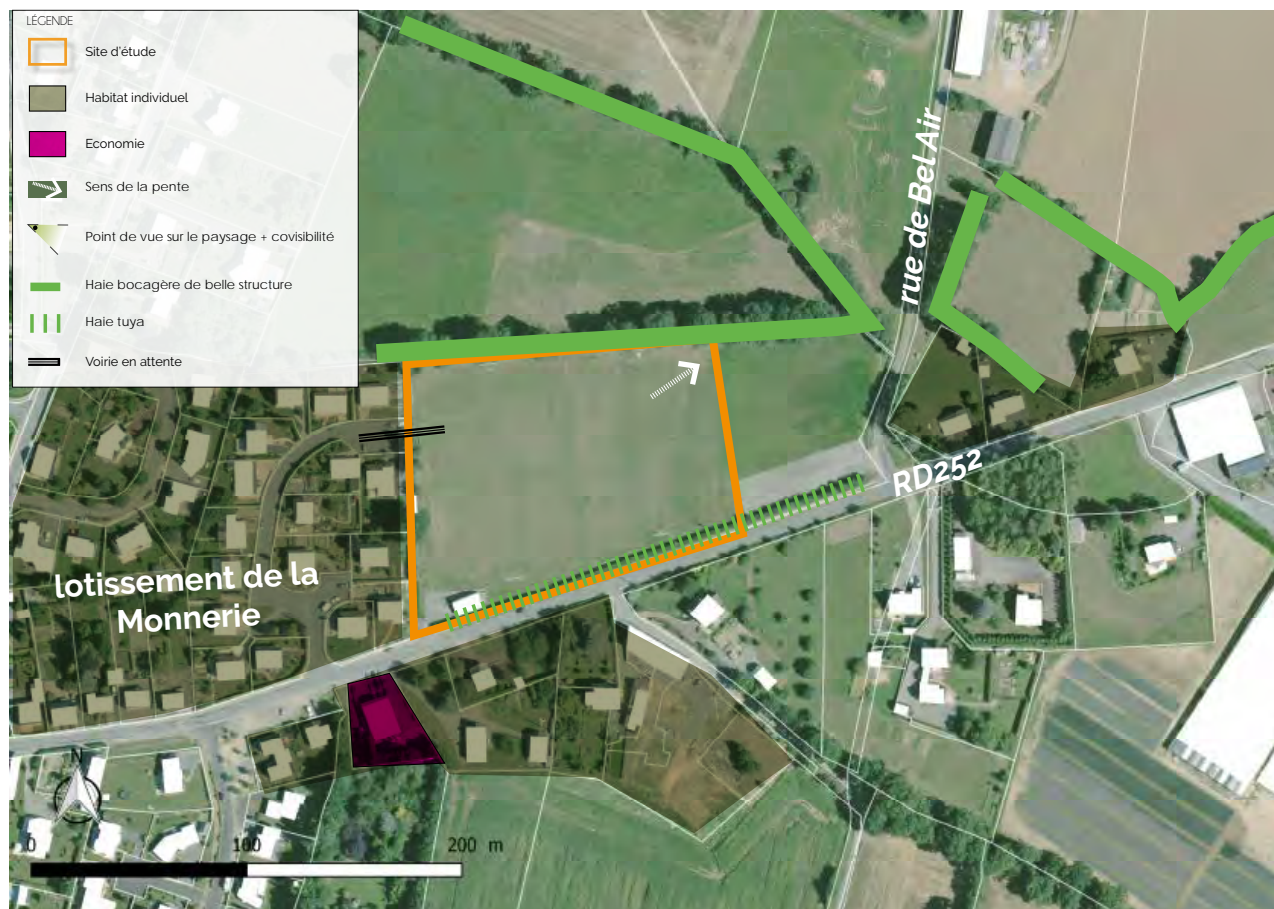 LÉGENDE
Site d'étude
Habitat individuel
Economie
Sens de la pente
Point de vue sur le paysage + covisibilité
Haie bocagère de belle structure
Haie tuya
Voirie en attente
rue de Bel Air
RD252
lotissement de la
Monnerie
N
0 100 200 m